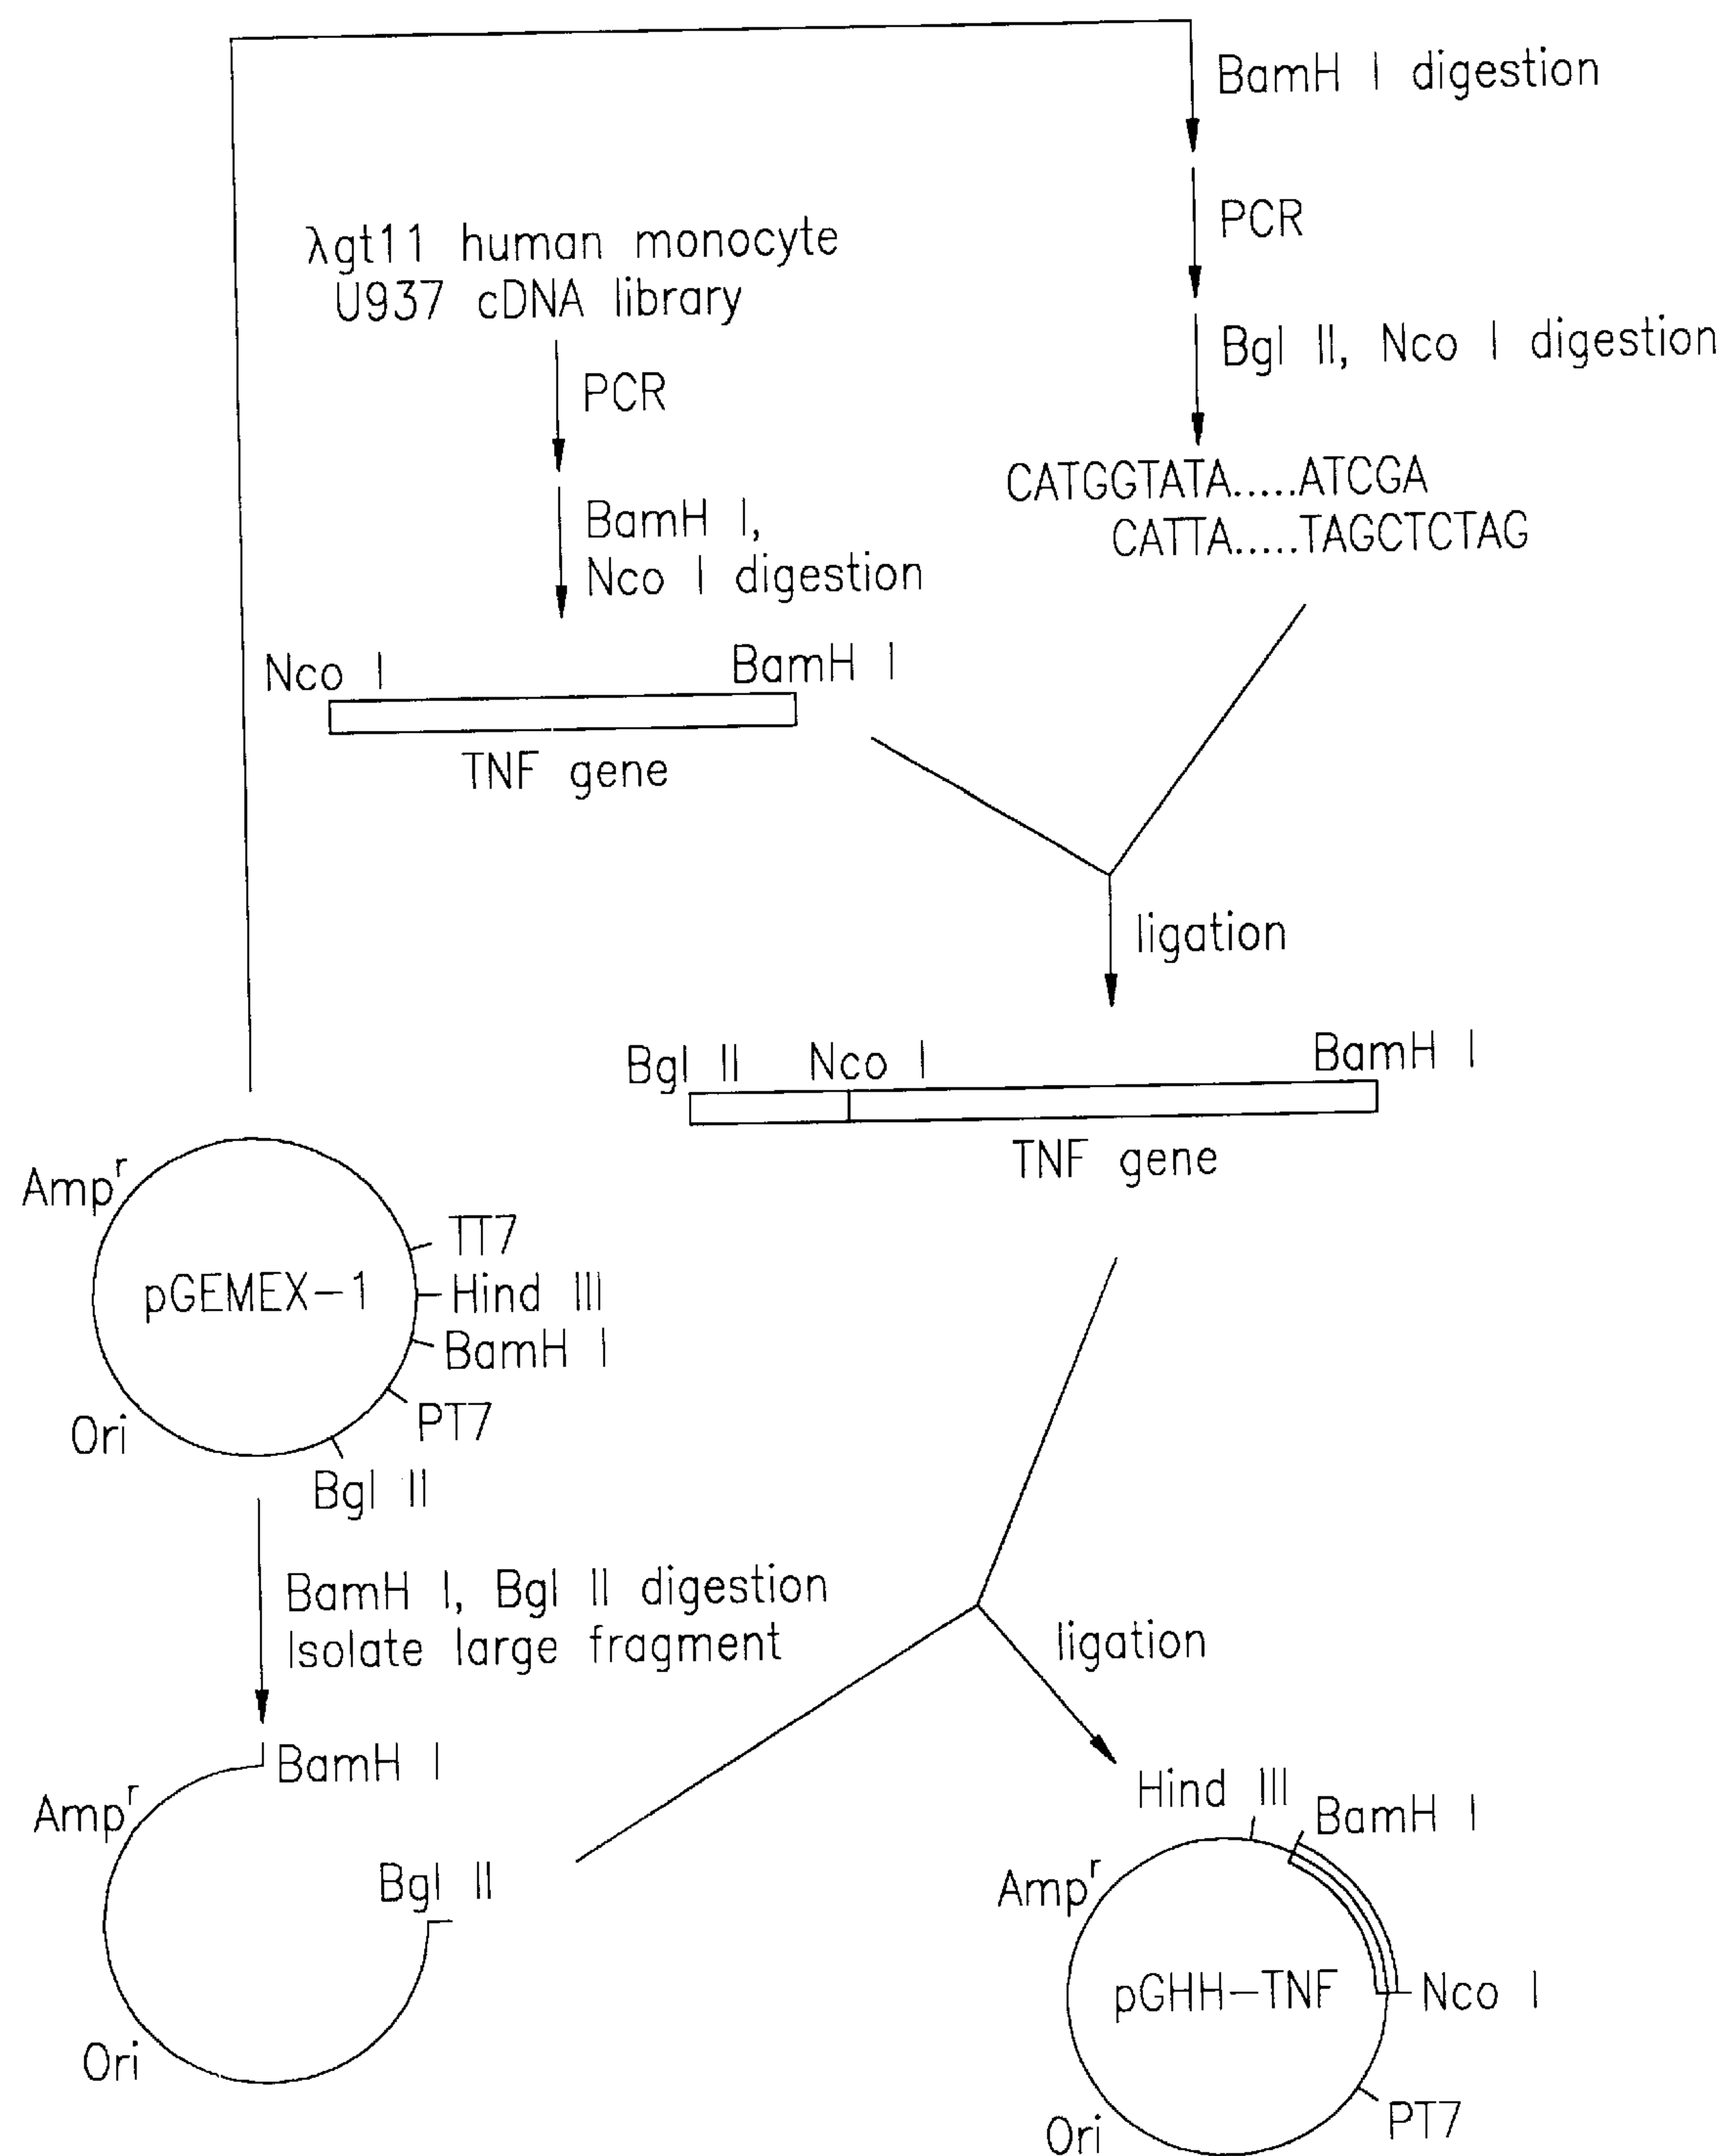 BamH I digestion
PCR
Bgl II, Nco I digestion
CATGGTATA.....ATCGA
CATTA.....TAGCTCTAG
λgt11 human monocyte
U937 cDNA library
PCR
BamH I,
Nco I digestion
Nco I
BamH I
TNF gene
ligation
Bgl II
Nco I
BamH I
TNF gene
Ampʳ
pGEMEX-1
TT7
Hind III
BamH I
PT7
Ori
Bgl II
BamH I, Bgl II digestion
Isolate large fragment
BamH I
Ampʳ
Bgl II
Ori
ligation
Hind III
BamH I
Ampʳ
pGHH-TNF
Nco I
Ori
PT7